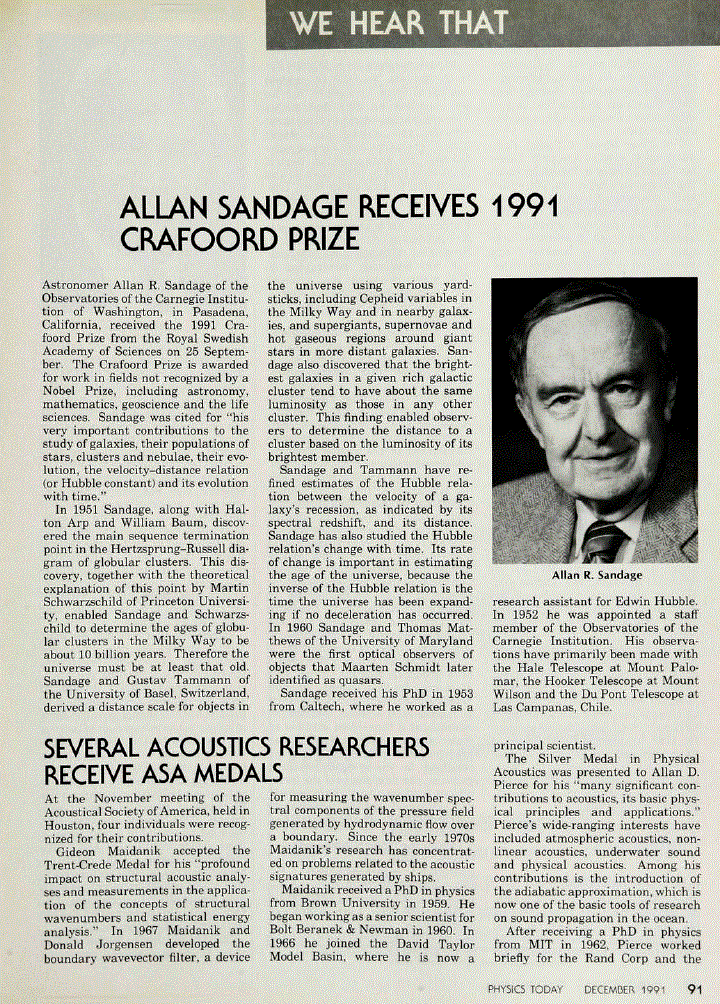 WE HEAR THAT
ALLAN SANDAGE RECEIVES 1991
CRAFOORD PRIZE
Astronomer Allan R. Sandage of the
Observatories of the Carnegie Institu-
tion of Washington, in Pasadena,
California, received the 1991 Cra-
foord Prize from the Royal Swedish
Academy of Sciences on 25 Septem-
ber. The Crafoord Prize is awarded
for work in fields not recognized by a
Nobel Prize, including astronomy,
mathematics, geoscience and the life
sciences. Sandage was cited for "his
very important contributions to the
study of galaxies, their populations of
stars, clusters and nebulae, their evo-
lution, the velocity–distance relation
(or Hubble constant) and its evolution
with time."
In 1951 Sandage, along with Hal-
ton Arp and William Baum, discov-
ered the main sequence termination
point in the Hertzsprung–Russell dia-
gram of globular clusters. This dis-
covery, together with the theoretical
explanation of this point by Martin
Schwarzschild of Princeton Universi-
ty, enabled Sandage and Schwarzs-
child to determine the ages of globu-
lar clusters in the Milky Way to be
about 10 billion years. Therefore the
universe must be at least that old.
Sandage and Gustav Tammann of
the University of Basel, Switzerland,
derived a distance scale for objects in
the universe using various yard-
sticks, including Cepheid variables in
the Milky Way and in nearby galax-
ies, and supergiants, supernovae and
hot gaseous regions around giant
stars in more distant galaxies. San-
dage also discovered that the bright-
est galaxies in a given rich galactic
cluster tend to have about the same
luminosity as those in any other
cluster. This finding enabled observ-
ers to determine the distance to a
cluster based on the luminosity of its
brightest member.
Sandage and Tammann have re-
fined estimates of the Hubble rela-
tion between the velocity of a ga-
laxy's recession, as indicated by its
spectral redshift, and its distance.
Sandage has also studied the Hubble
relation's change with time. Its rate
of change is important in estimating
the age of the universe, because the
inverse of the Hubble relation is the
time the universe has been expand-
ing if no deceleration has occurred.
In 1960 Sandage and Thomas Mat-
thews of the University of Maryland
were the first optical observers of
objects that Maarten Schmidt later
identified as quasars.
Sandage received his PhD in 1953
from Caltech, where he worked as a
Allan R. Sandage
research assistant for Edwin Hubble.
In 1952 he was appointed a staff
member of the Observatories of the
Carnegie Institution. His observa-
tions have primarily been made with
the Hale Telescope at Mount Palo-
mar, the Hooker Telescope at Mount
Wilson and the Du Pont Telescope at
Las Campanas, Chile.
SEVERAL ACOUSTICS RESEARCHERS
RECEIVE ASA MEDALS
At the November meeting of the
Acoustical Society of America, held in
Houston, four individuals were recog-
nized for their contributions.
Gideon Maidanik accepted the
Trent-Crede Medal for his "profound
impact on structural acoustic analy-
ses and measurements in the applica-
tion of the concepts of structural
wavenumbers and statistical energy
analysis." In 1967 Maidanik and
Donald Jorgensen developed the
boundary wavevector filter, a device
for measuring the wavenumber spec-
tral components of the pressure field
generated by hydrodynamic flow over
a boundary. Since the early 1970s
Maidanik's research has concentrat-
ed on problems related to the acoustic
signatures generated by ships.
Maidanik received a PhD in physics
from Brown University in 1959. He
began working as a senior scientist for
Bolt Beranek & Newman in 1960. In
1966 he joined the David Taylor
Model Basin, where he is now a
principal scientist.
The Silver Medal in Physical
Acoustics was presented to Allan D.
Pierce for his "many significant con-
tributions to acoustics, its basic phys-
ical principles and applications."
Pierce's wide-ranging interests have
included atmospheric acoustics, non-
linear acoustics, underwater sound
and physical acoustics. Among his
contributions is the introduction of
the adiabatic approximation, which is
now one of the basic tools of research
on sound propagation in the ocean.
After receiving a PhD in physics
from MIT in 1962, Pierce worked
briefly for the Rand Corp and the
PHYSICS TODAY DECEMBER 1991 91